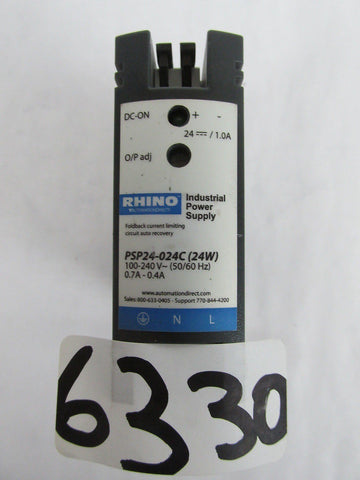 DC-ON + -
24 ⎓ / 1.0A
O/P adj
RHINO Industrial
AUTOMATIONDIRECT Power
Supply
Foldback current limiting
circuit auto recovery
PSP24-024C (24W)
100-240 V~ (50/60 Hz)
0.7A - 0.4A
www.automationdirect.com
Sales 800-633-0405 - Support 770-844-4200
N L
6330